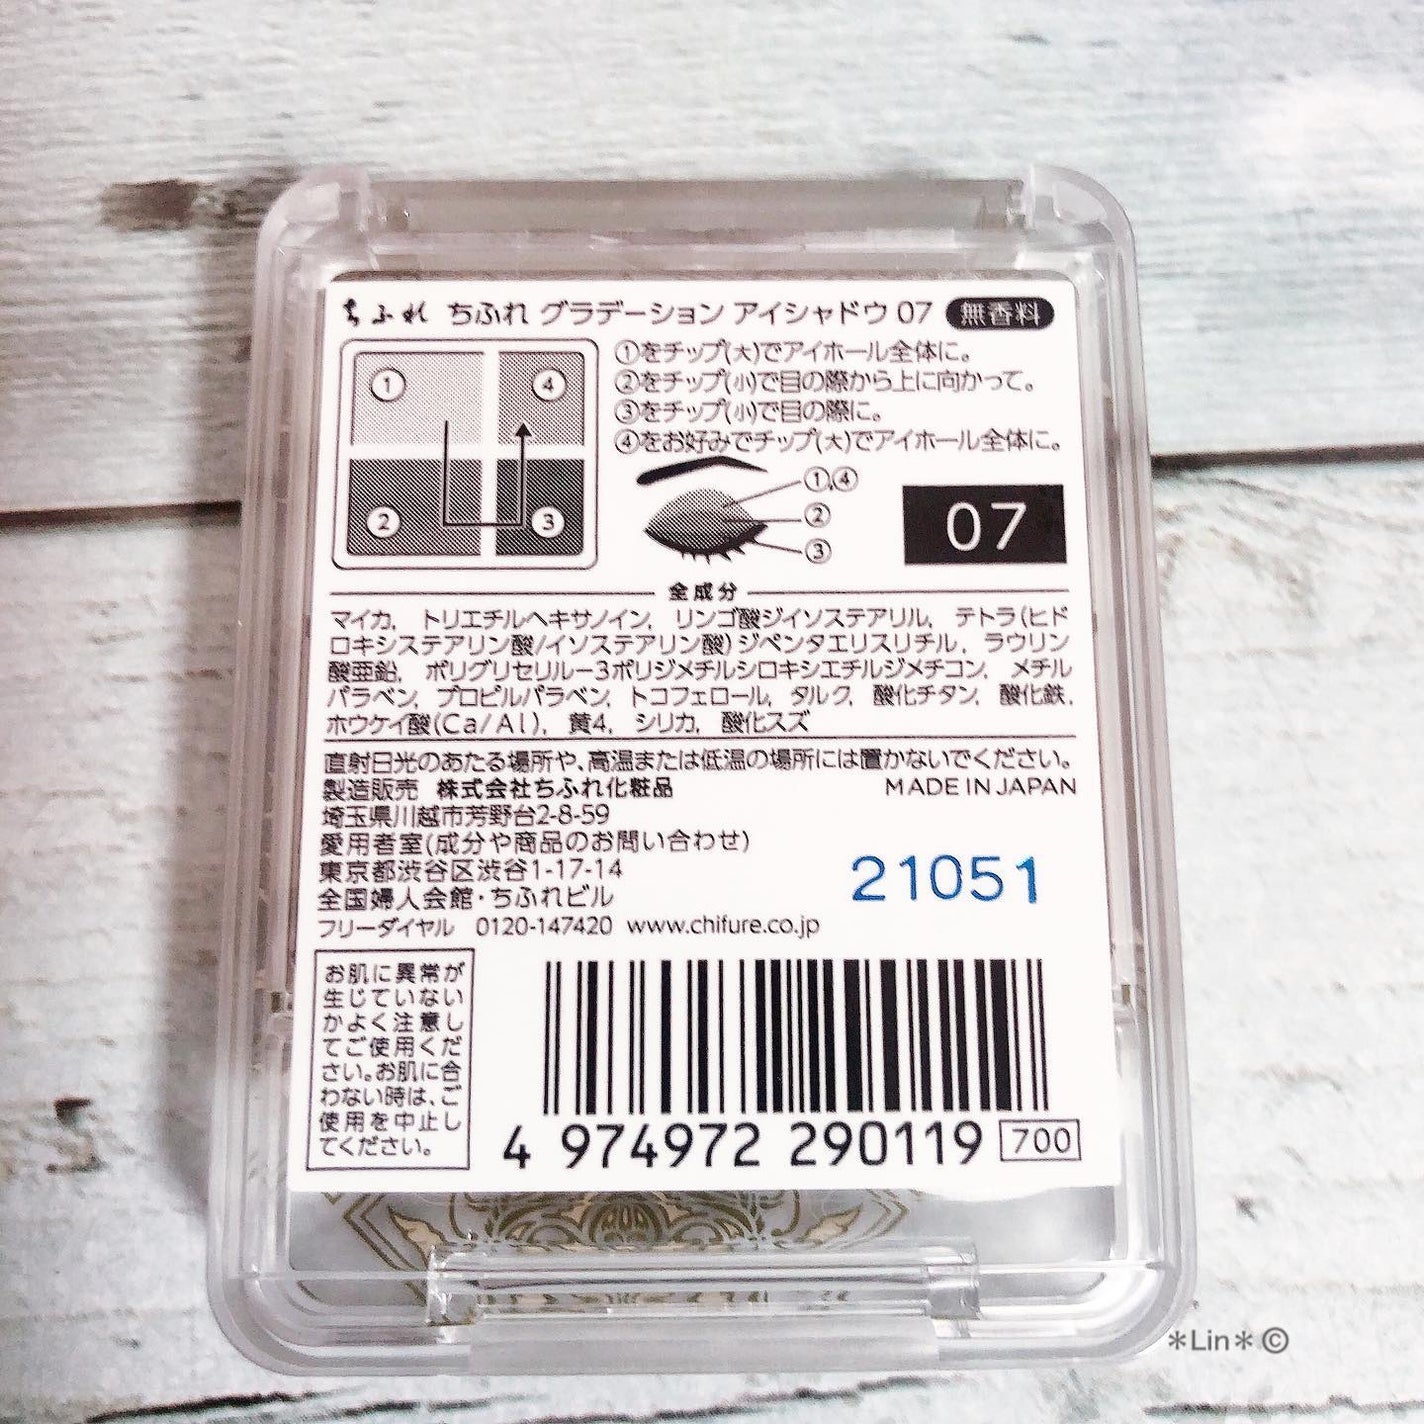 ちふれ ちふれ グラデーション アイシャドウ 07 無香料
① ④ ② ③
①をチップ(大)でアイホール全体に。
②をチップ(小)で目の際から上に向かって。
③をチップ(小)で目の際に。
④をお好みでチップ(大)でアイホール全体に。
①,④
②
③
07
全成分
マイカ, トリエチルヘキサノイン, リンゴ酸ジイソステアリル, テトラ(ヒド
ロキシステアリン酸/イソステアリン酸)ジペンタエリスリチル, ラウリン
酸亜鉛, ポリグリセリル-3ポリジメチルシロキシエチルジメチコン, メチル
パラベン, プロピルパラベン, トコフェロール, タルク, 酸化チタン, 酸化鉄,
ホウケイ酸(Ca/Al), 黄4, シリカ, 酸化スズ
直射日光のあたる場所や、高温または低温の場所には置かないでください。
製造販売 株式会社ちふれ化粧品 MADE IN JAPAN
埼玉県川越市芳野台2-8-59
愛用者室(成分や商品のお問い合わせ)
東京都渋谷区渋谷1-17-14
全国婦人会館・ちふれビル
フリーダイヤル 0120-147420 www.chifure.co.jp
21051
お肌に異常が
生じていない
かよく注意し
てご使用くだ
さい。お肌に合
わない時は、ご
使用を中止し
てください。
4 974972 290119 700
＊Lin＊©